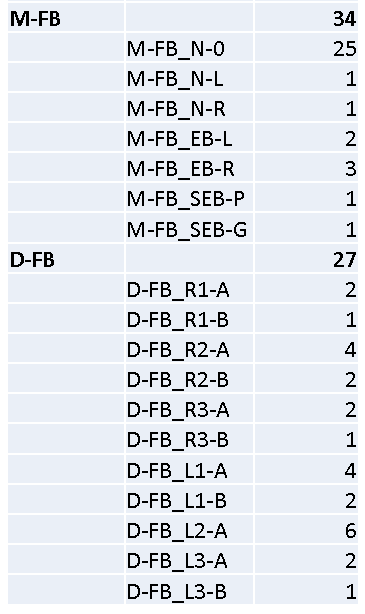 M-FB 34
M-FB_N-0 25
M-FB_N-L 1
M-FB_N-R 1
M-FB_EB-L 2
M-FB_EB-R 3
M-FB_SEB-P 1
M-FB_SEB-G 1
D-FB 27
D-FB_R1-A 2
D-FB_R1-B 1
D-FB_R2-A 4
D-FB_R2-B 2
D-FB_R3-A 2
D-FB_R3-B 1
D-FB_L1-A 4
D-FB_L1-B 2
D-FB_L2-A 6
D-FB_L3-A 2
D-FB_L3-B 1